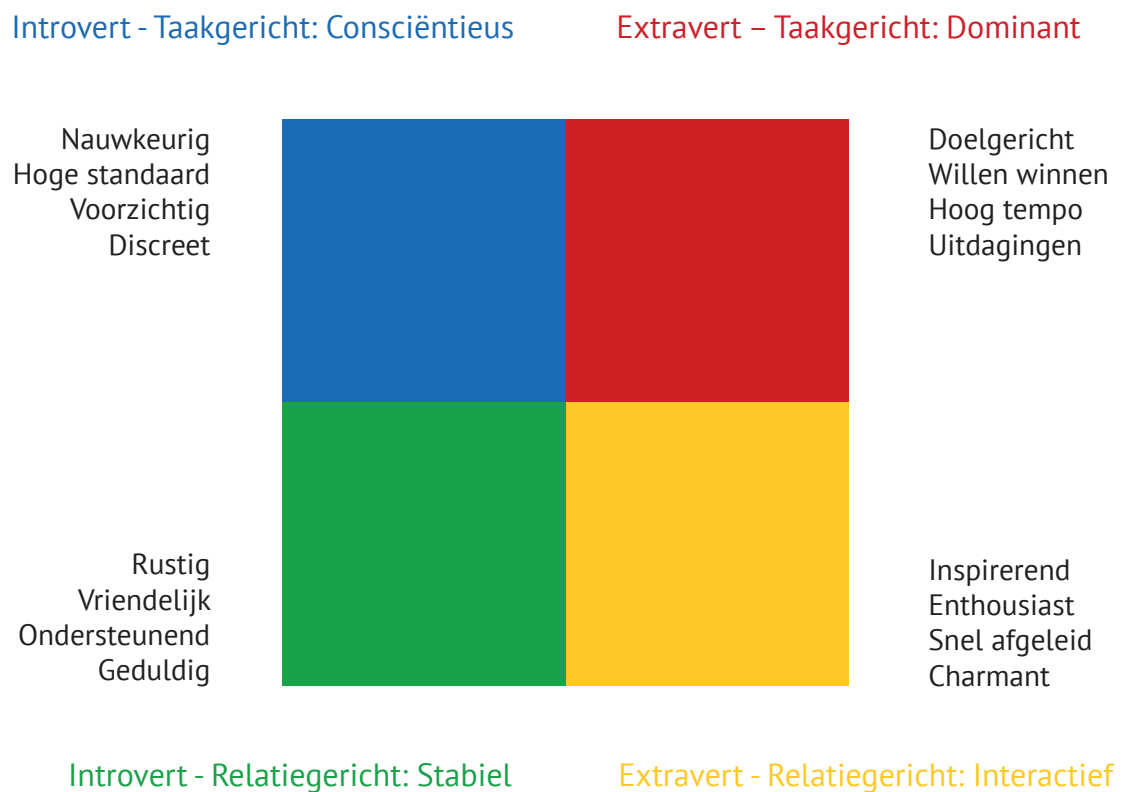 Introvert - Taakgericht: Consciëntieus
Extravert – Taakgericht: Dominant
Nauwkeurig
Hoge standaard
Voorzichtig
Discreet
Doelgericht
Willen winnen
Hoog tempo
Uitdagingen
Rustig
Vriendelijk
Ondersteunend
Geduldig
Inspirerend
Enthousiast
Snel afgeleid
Charmant
Introvert - Relatiegericht: Stabiel
Extravert - Relatiegericht: Interactief